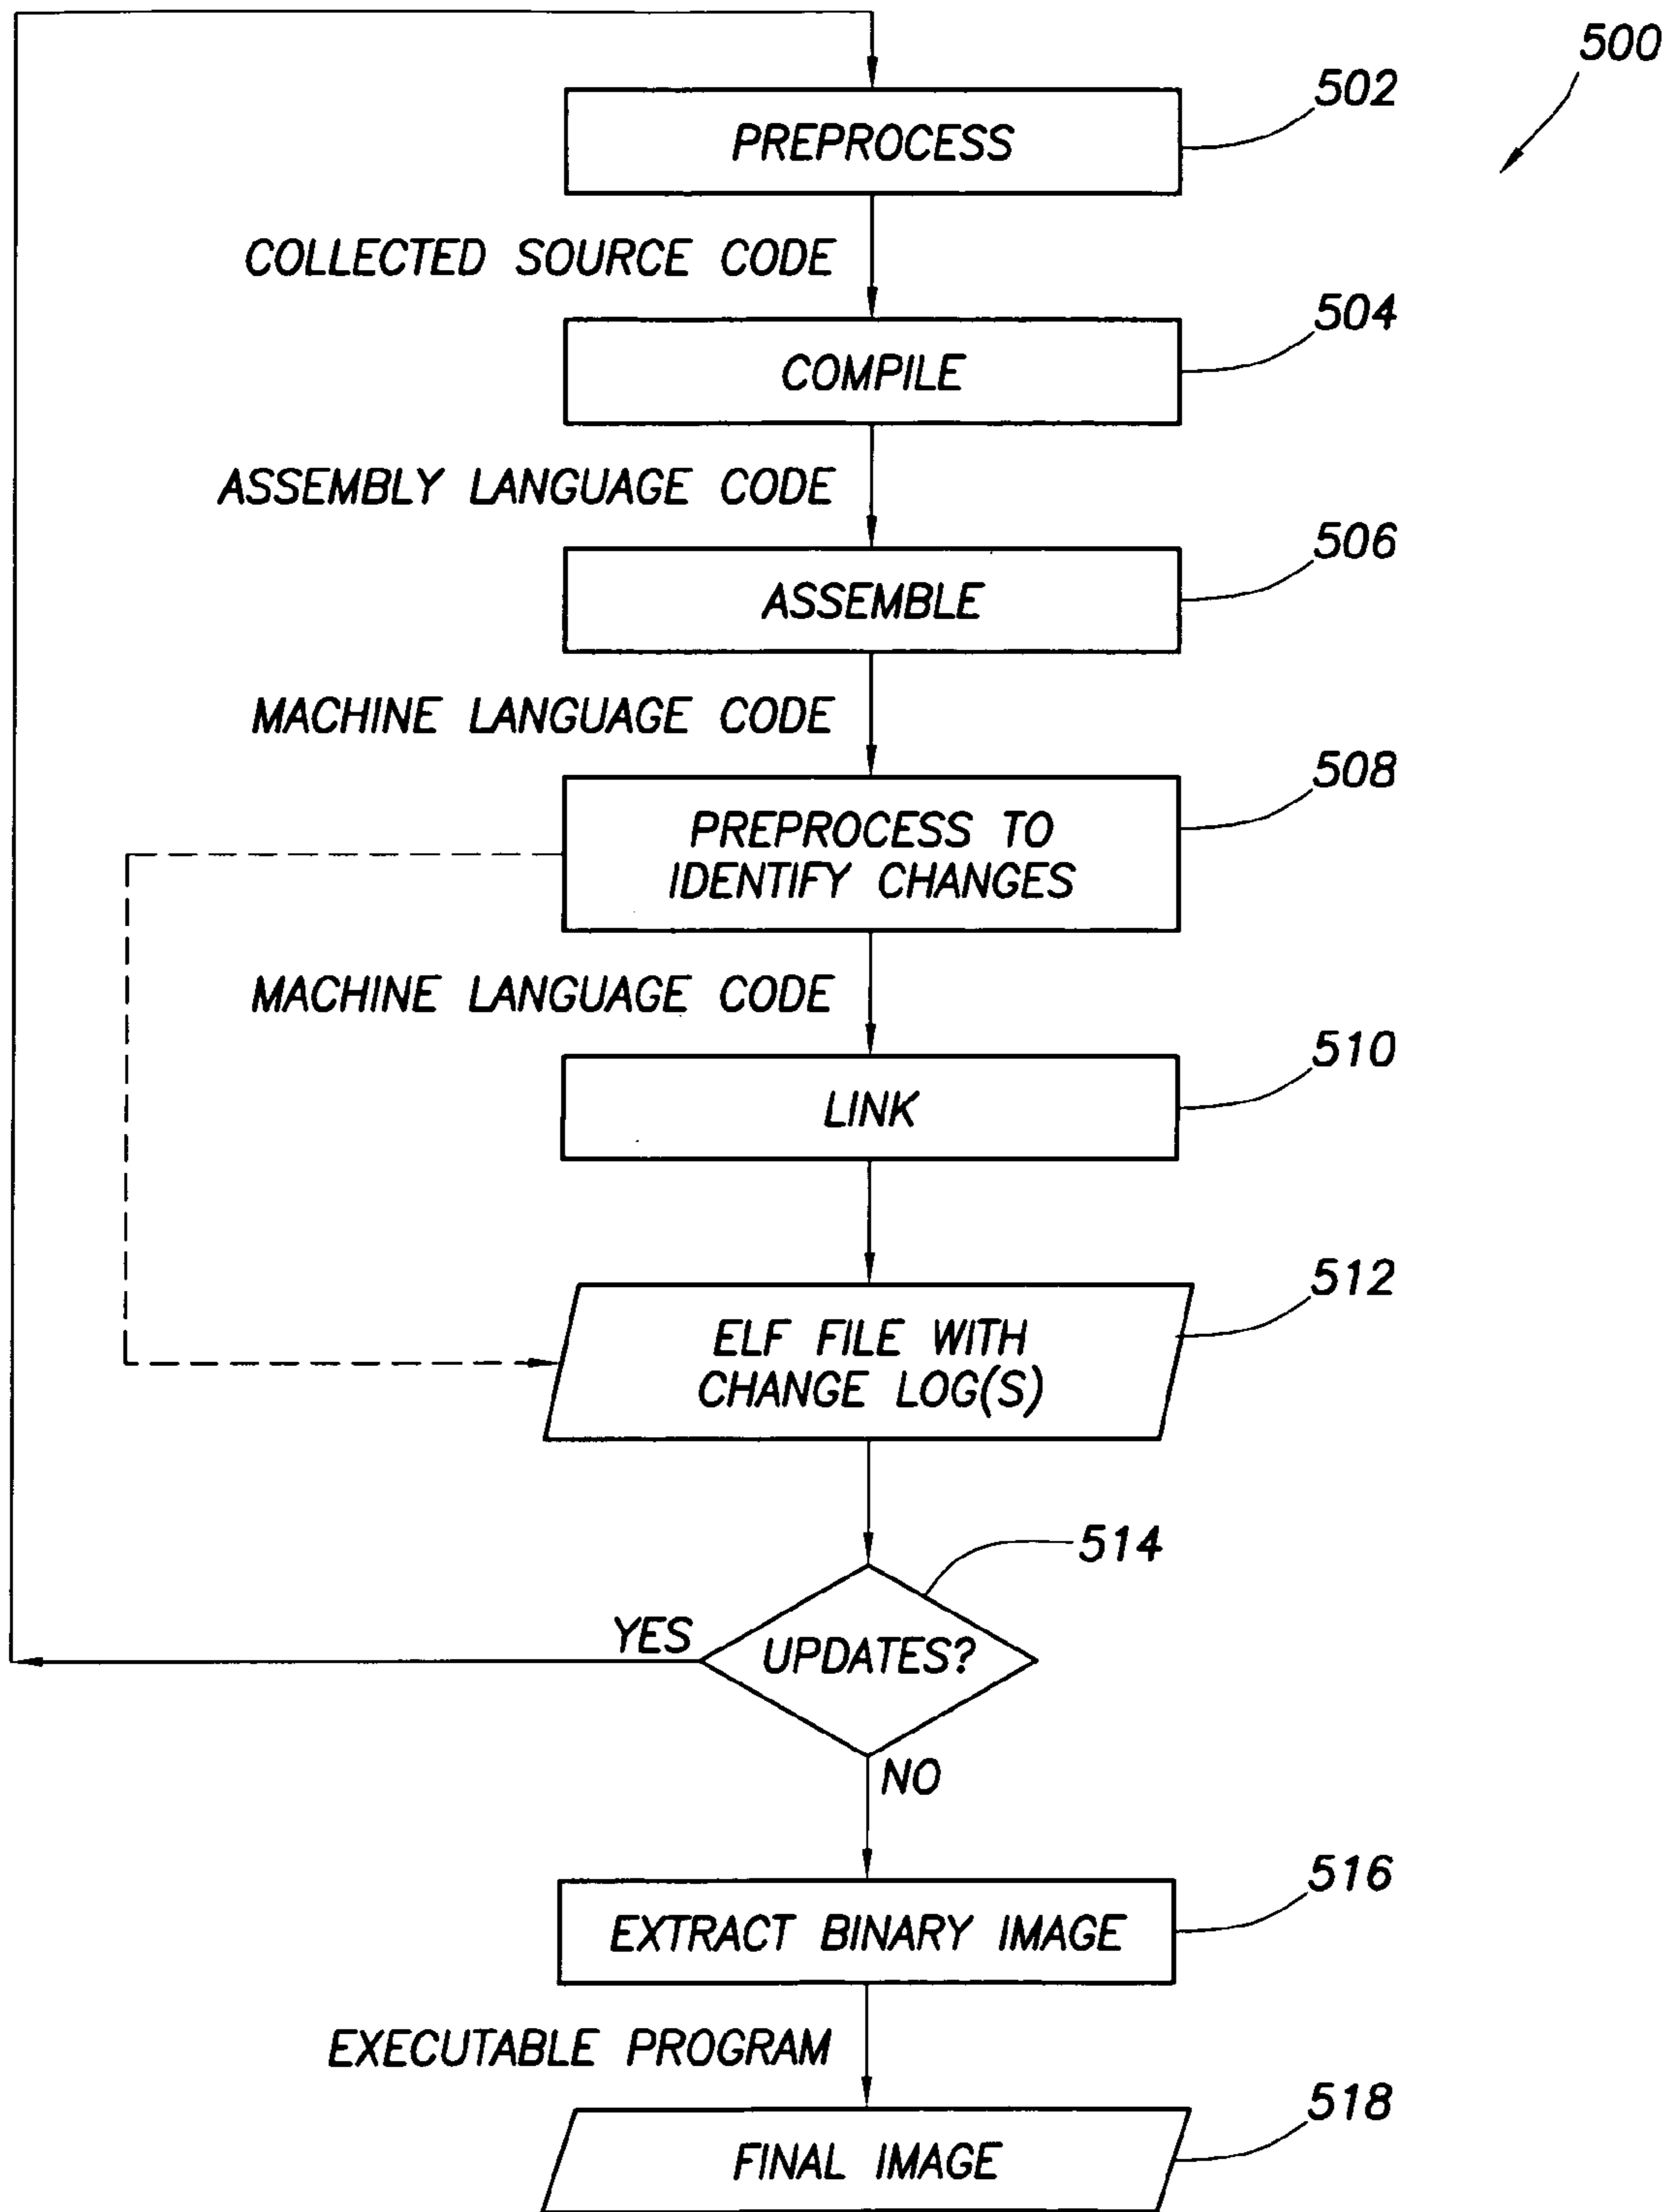 500
502
PREPROCESS
COLLECTED SOURCE CODE
504
COMPILE
ASSEMBLY LANGUAGE CODE
506
ASSEMBLE
MACHINE LANGUAGE CODE
508
PREPROCESS TO
IDENTIFY CHANGES
MACHINE LANGUAGE CODE
510
LINK
512
ELF FILE WITH
CHANGE LOG(S)
514
YES
UPDATES?
NO
516
EXTRACT BINARY IMAGE
EXECUTABLE PROGRAM
518
FINAL IMAGE